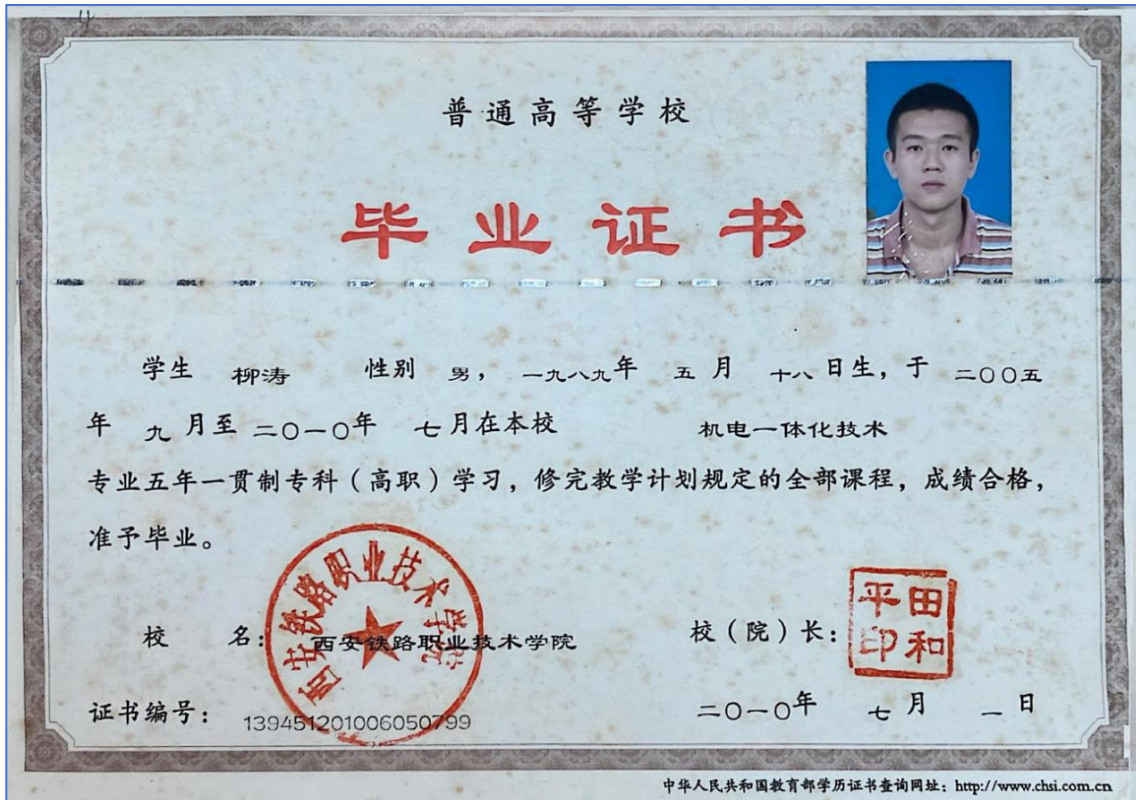 4
普通高等学校
毕业证书
学生 柳涛 性别 男， 一九八九年 五 月 十八 日生，于 二〇〇五
年 九 月至 二〇一〇年 七 月在本校 机电一体化技术
专业五年一贯制专科（高职）学习，修完教学计划规定的全部课程，成绩合格，
准予毕业。
西安铁路职业技术学院
校 名： 西安铁路职业技术学院 校（院）长： 田和平印
证书编号： 139451201006050799 二〇一〇年 七 月 一 日
中华人民共和国教育部学历证书查询网址：http://www.chsi.com.cn